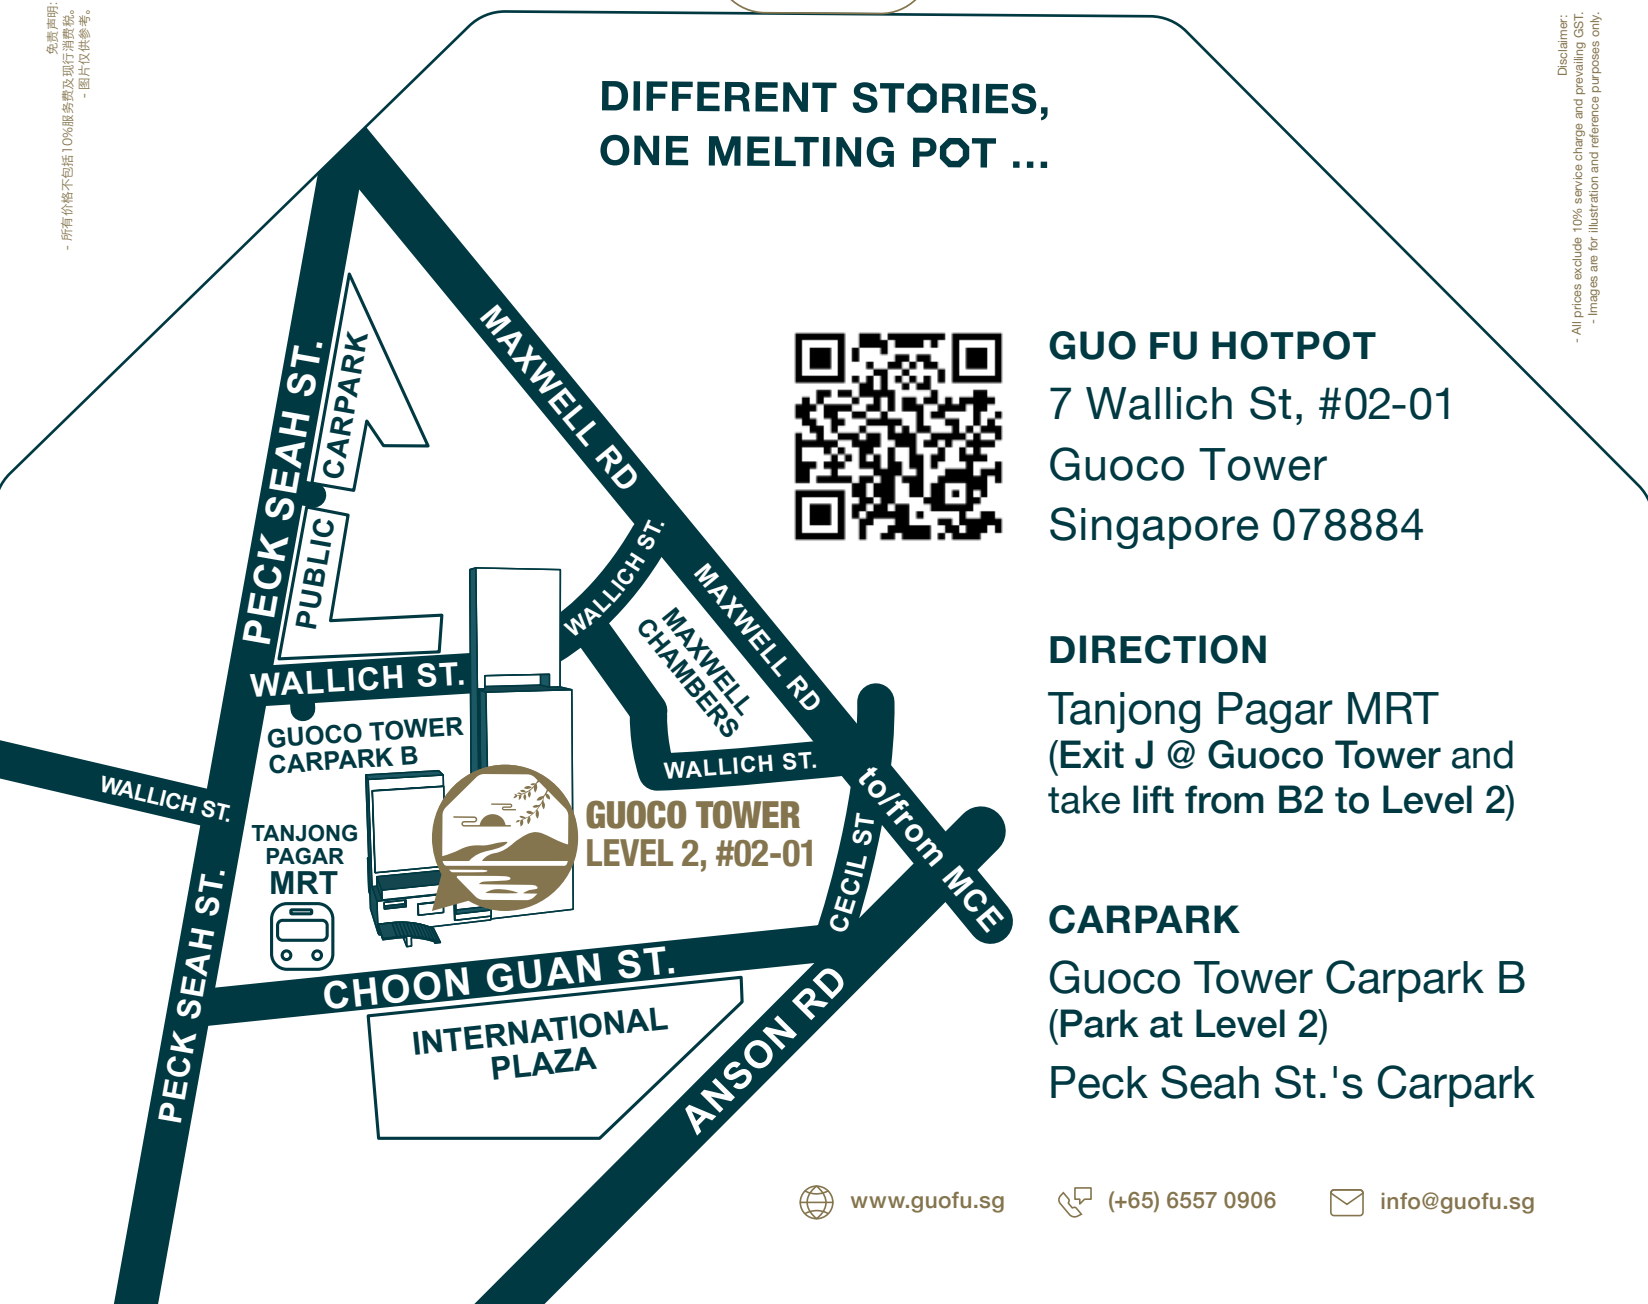 免责声明:
- 所有价格不包括10%服务费及现行消费税。
- 图片仅供参考。
Disclaimer:
- All prices exclude 10% service charge and prevailing GST.
- Images are for illustration and reference purposes only.
DIFFERENT STORIES,
ONE MELTING POT ...
PECK SEAH ST.
CARPARK
PUBLIC
MAXWELL RD
WALLICH ST.
MAXWELL RD
MAXWELL
CHAMBERS
WALLICH ST.
GUOCO TOWER
CARPARK B
WALLICH ST.
WALLICH ST.
TANJONG
PAGAR
MRT
GUOCO TOWER
LEVEL 2, #02-01
to/from MCE
CECIL ST
PECK SEAH ST.
CHOON GUAN ST.
INTERNATIONAL
PLAZA
ANSON RD
GUO FU HOTPOT
7 Wallich St, #02-01
Guoco Tower
Singapore 078884
DIRECTION
Tanjong Pagar MRT
(Exit J @ Guoco Tower and
take lift from B2 to Level 2)
CARPARK
Guoco Tower Carpark B
(Park at Level 2)
Peck Seah St.'s Carpark
www.guofu.sg
(+65) 6557 0906
info@guofu.sg